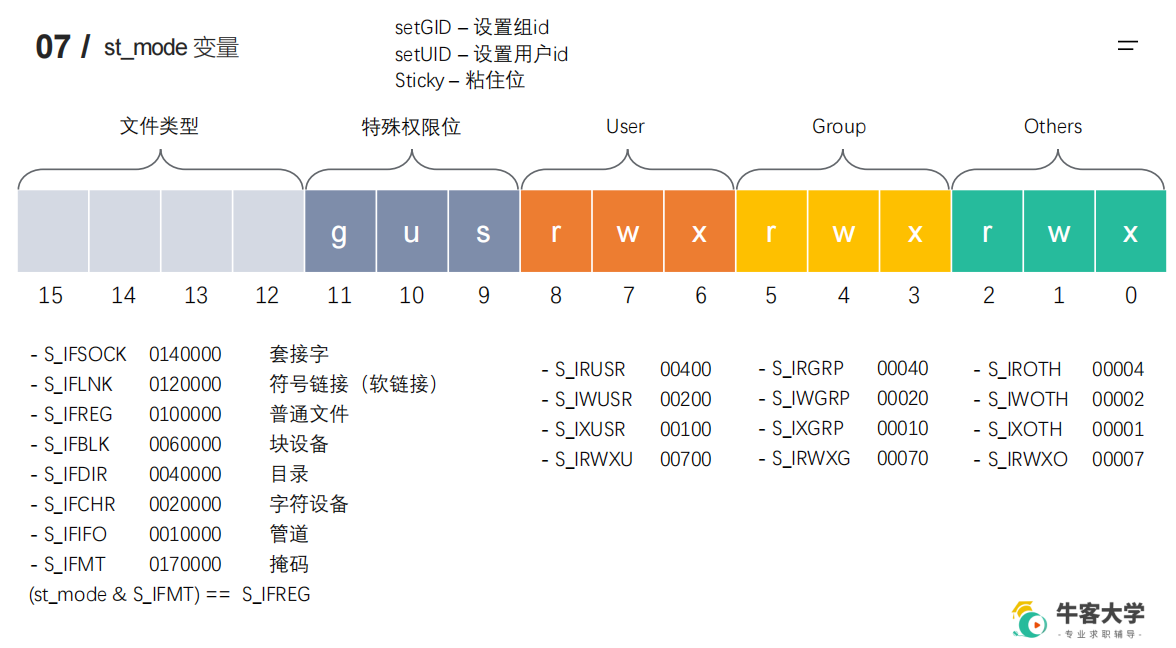 07 / st_mode 变量
setGID – 设置组id
setUID – 设置用户id
Sticky – 粘住位
文件类型 特殊权限位 User Group Others
g u s r w x r w x r w x
15 14 13 12 11 10 9 8 7 6 5 4 3 2 1 0
- S_IFSOCK 0140000 套接字
- S_IFLNK 0120000 符号链接（软链接）
- S_IFREG 0100000 普通文件
- S_IFBLK 0060000 块设备
- S_IFDIR 0040000 目录
- S_IFCHR 0020000 字符设备
- S_IFIFO 0010000 管道
- S_IFMT 0170000 掩码
(st_mode & S_IFMT) == S_IFREG
- S_IRUSR 00400
- S_IWUSR 00200
- S_IXUSR 00100
- S_IRWXU 00700
- S_IRGRP 00040
- S_IWGRP 00020
- S_IXGRP 00010
- S_IRWXG 00070
- S_IROTH 00004
- S_IWOTH 00002
- S_IXOTH 00001
- S_IRWXO 00007
牛客大学
- 专业求职辅导 -